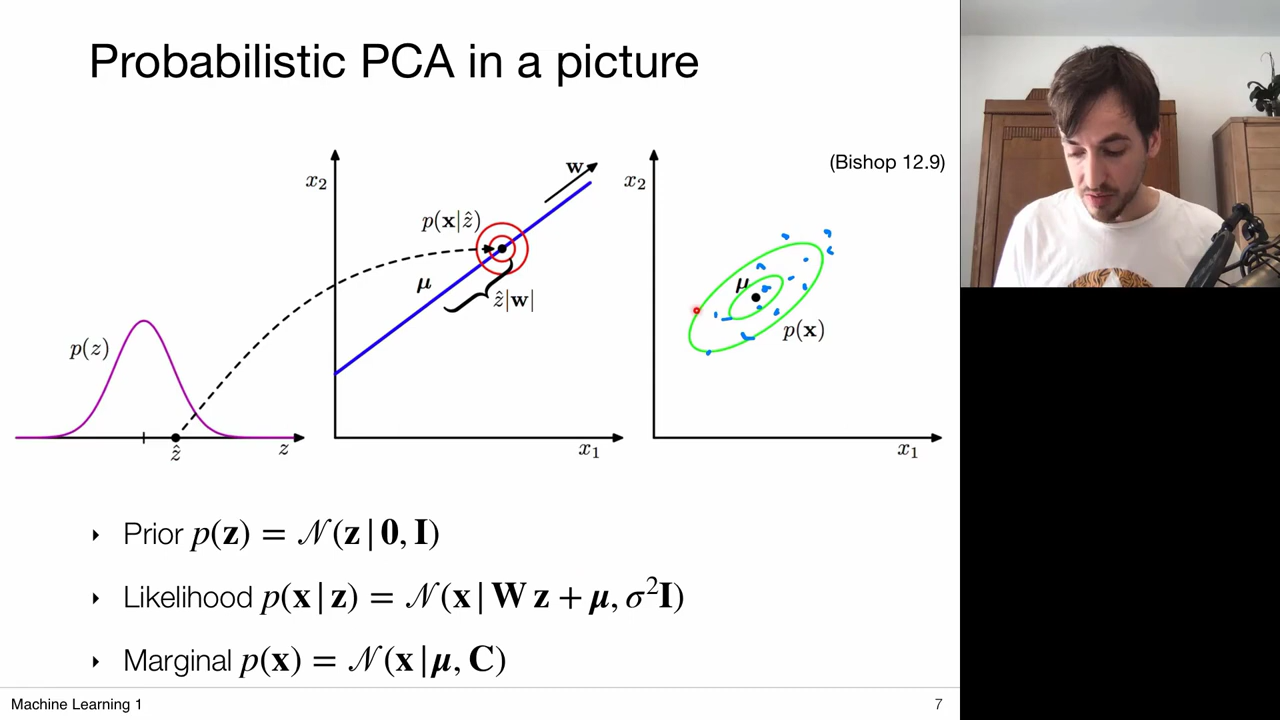 Probabilistic PCA in a picture
(Bishop 12.9)
p(z)
ẑ
z
x₂
p(𝐱|ẑ)
𝐰
𝛍
ẑ|𝐰|
x₁
x₂
𝛍
p(𝐱)
x₁
‣ Prior p(𝐳) = 𝒩(𝐳 | 𝟎, 𝐈)
‣ Likelihood p(𝐱 | 𝐳) = 𝒩(𝐱 | 𝐖 𝐳 + 𝛍, σ²𝐈)
‣ Marginal p(𝐱) = 𝒩(𝐱 | 𝛍, 𝐂)
Machine Learning 1
7